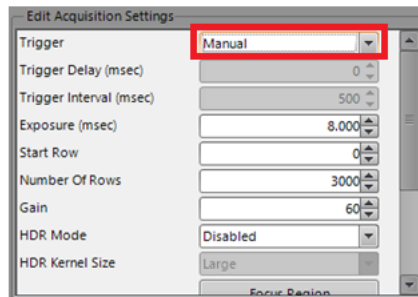 Edit Acquisition Settings
Trigger Manual
Trigger Delay (msec) 0
Trigger Interval (msec) 500
Exposure (msec) 8.000
Start Row 0
Number Of Rows 3000
Gain 60
HDR Mode Disabled
HDR Kernel Size Large
Focus Region